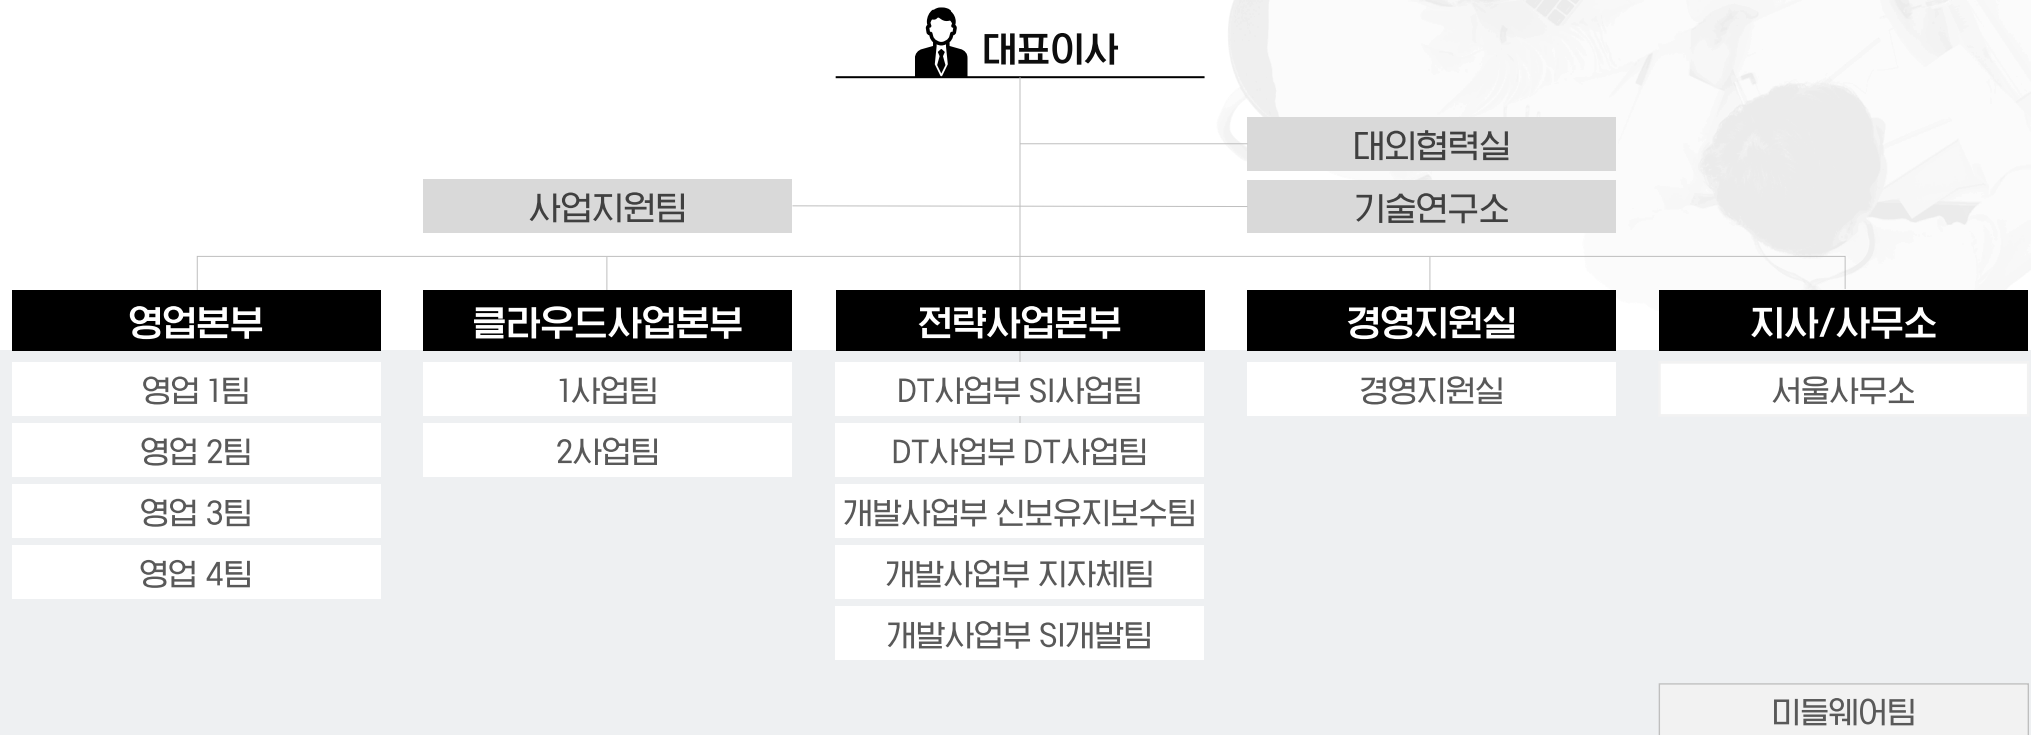 대표이사
대외협력실
사업지원팀
기술연구소
영업본부
클라우드사업본부
전략사업본부
경영지원실
지사/사무소
영업 1팀
1사업팀
DT사업부 SI사업팀
경영지원실
서울사무소
영업 2팀
2사업팀
DT사업부 DT사업팀
영업 3팀
개발사업부 신보유지보수팀
영업 4팀
개발사업부 지자체팀
개발사업부 SI개발팀
미들웨어팀